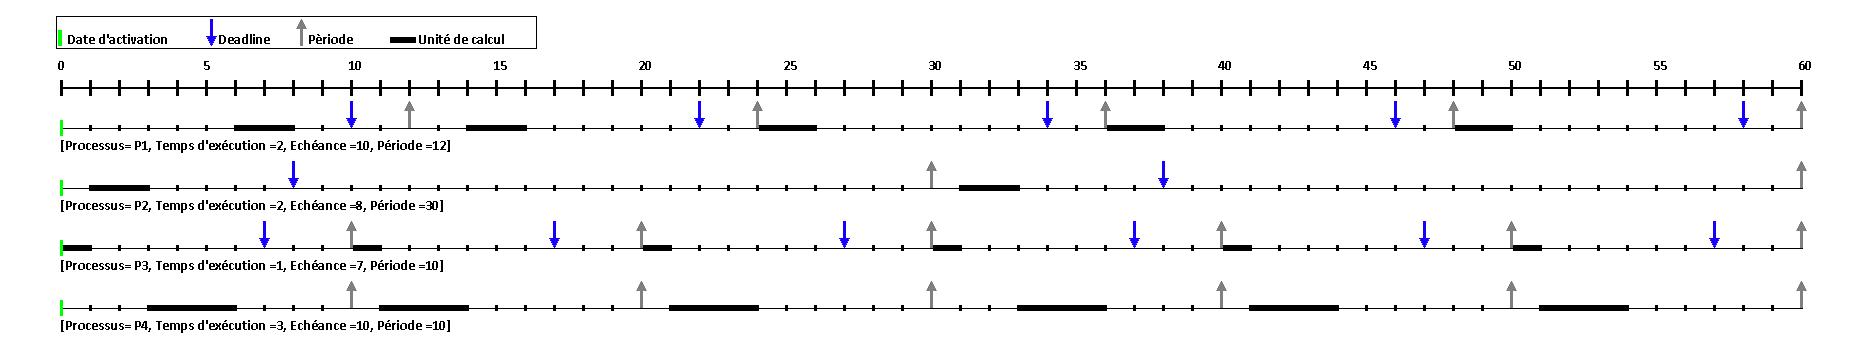 Date d'activation Deadline Pèriode Unité de calcul
0 5 10 15 20 25 30 35 40 45 50 55 60
[Processus= P1, Temps d'exécution =2, Echéance =10, Période =12]
[Processus= P2, Temps d'exécution =2, Echéance =8, Période =30]
[Processus= P3, Temps d'exécution =1, Echéance =7, Période =10]
[Processus= P4, Temps d'exécution =3, Echéance =10, Période =10]